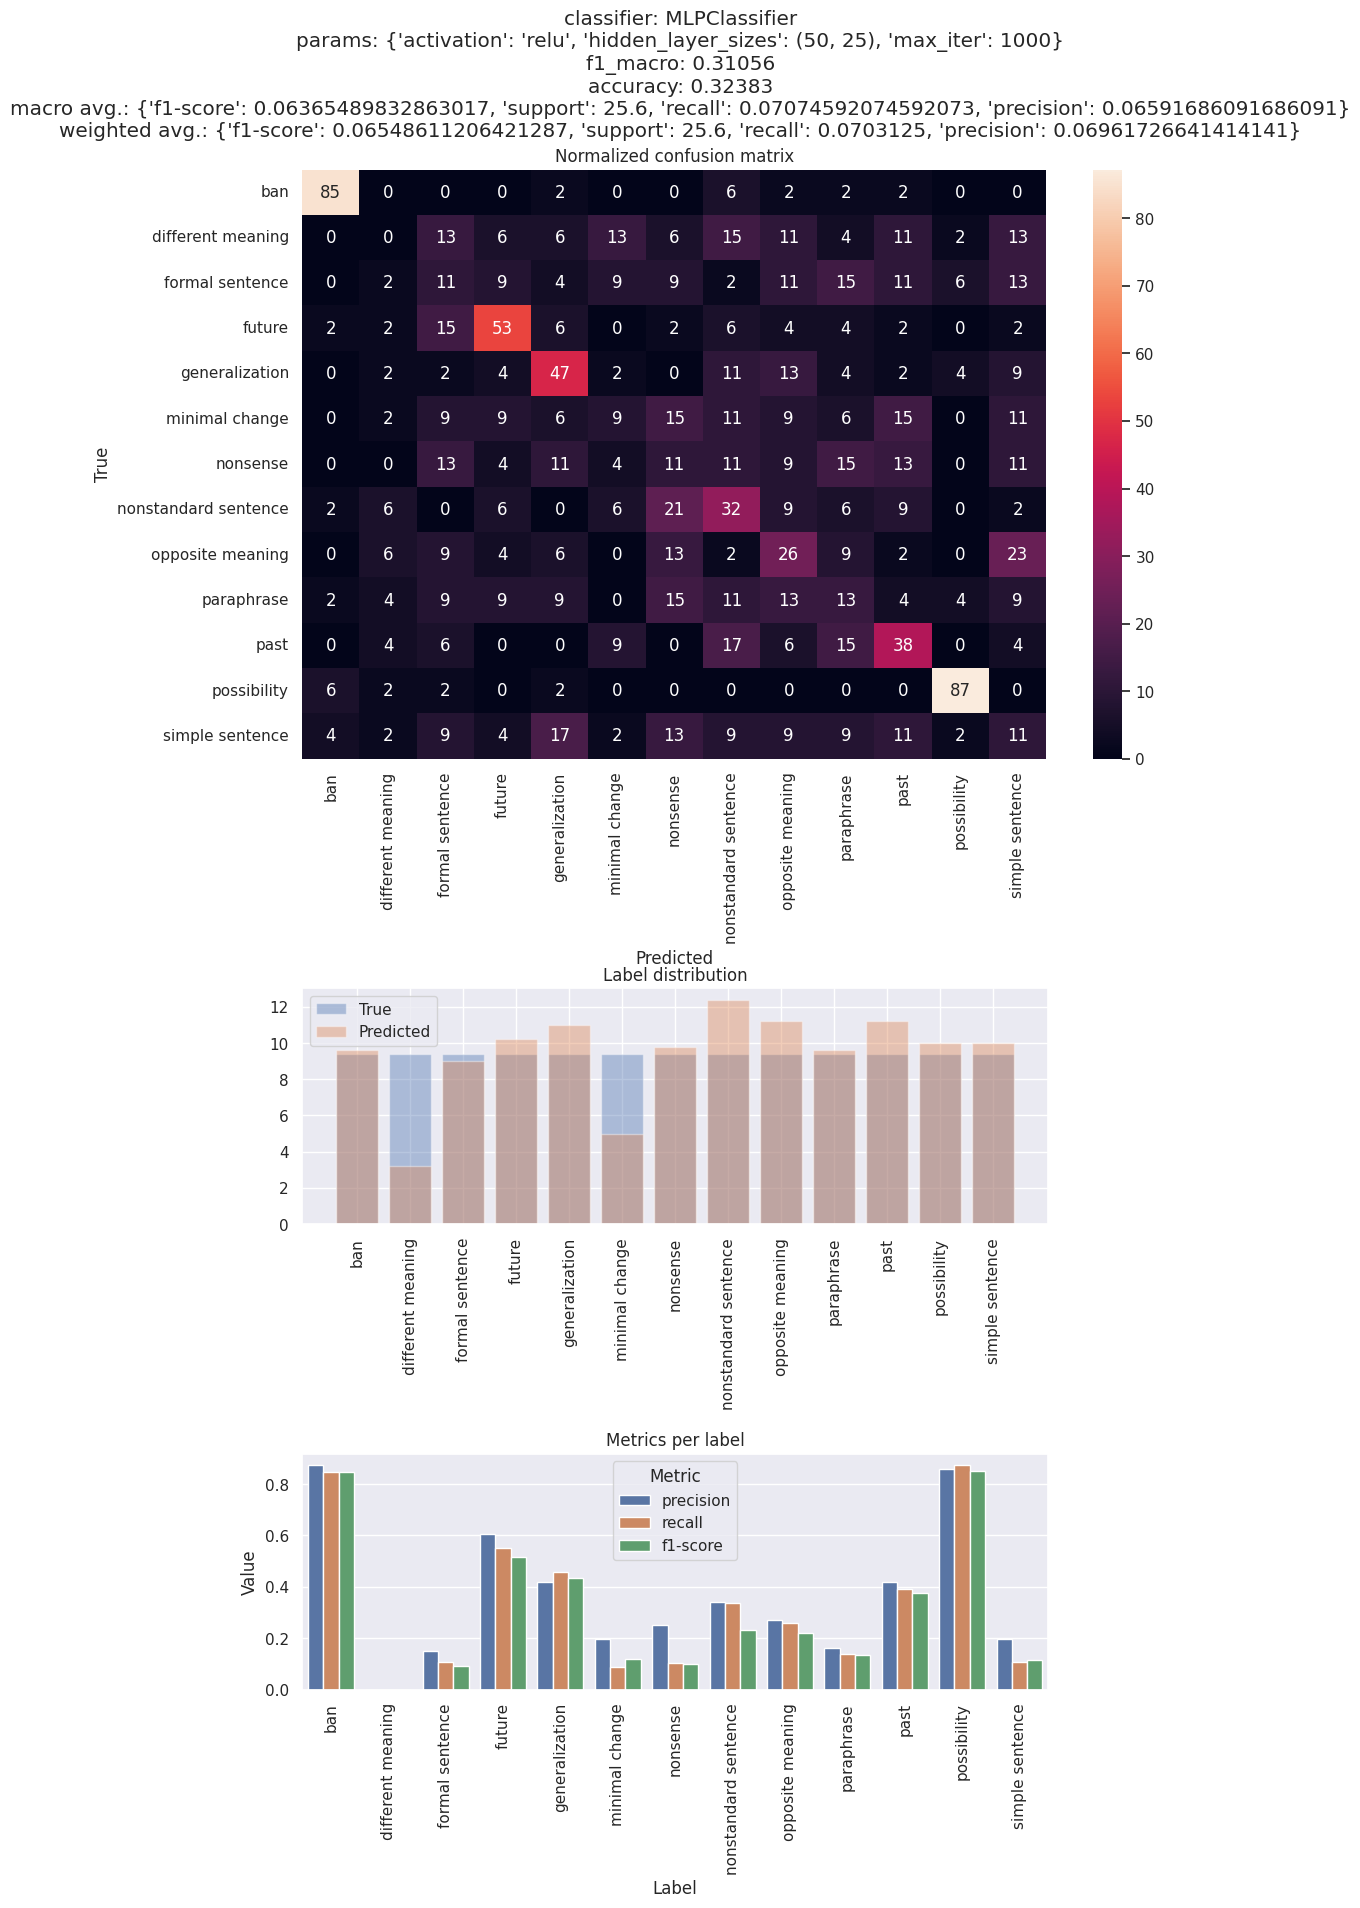 classifier: MLPClassifier
params: {'activation': 'relu', 'hidden_layer_sizes': (50, 25), 'max_iter': 1000}
f1_macro: 0.31056
accuracy: 0.32383
macro avg.: {'f1-score': 0.06365489832863017, 'support': 25.6, 'recall': 0.07074592074592073, 'precision': 0.06591686091686091}
weighted avg.: {'f1-score': 0.06548611206421287, 'support': 25.6, 'recall': 0.0703125, 'precision': 0.06961726641414141}
Normalized confusion matrix
ban 85 0 0 0 2 0 0 6 2 2 2 0 0
different meaning 0 0 13 6 6 13 6 15 11 4 11 2 13
formal sentence 0 2 11 9 4 9 9 2 11 15 11 6 13
future 2 2 15 53 6 0 2 6 4 4 2 0 2
generalization 0 2 2 4 47 2 0 11 13 4 2 4 9
minimal change 0 2 9 9 6 9 15 11 9 6 15 0 11
nonsense 0 0 13 4 11 4 11 11 9 15 13 0 11
nonstandard sentence 2 6 0 6 0 6 21 32 9 6 9 0 2
opposite meaning 0 6 9 4 6 0 13 2 26 9 2 0 23
paraphrase 2 4 9 9 9 0 15 11 13 13 4 4 9
past 0 4 6 0 0 9 0 17 6 15 38 0 4
possibility 6 2 2 0 2 0 0 0 0 0 0 87 0
simple sentence 4 2 9 4 17 2 13 9 9 9 11 2 11
True
80
70
60
50
40
30
20
10
0
ban
different meaning
formal sentence
future
generalization
minimal change
nonsense
nonstandard sentence
opposite meaning
paraphrase
past
possibility
simple sentence
Predicted
Label distribution
True
Predicted
12
10
8
6
4
2
0
ban
different meaning
formal sentence
future
generalization
minimal change
nonsense
nonstandard sentence
opposite meaning
paraphrase
past
possibility
simple sentence
Metrics per label
Metric
precision
recall
f1-score
Value
0.8
0.6
0.4
0.2
0.0
ban
different meaning
formal sentence
future
generalization
minimal change
nonsense
nonstandard sentence
opposite meaning
paraphrase
past
possibility
simple sentence
Label